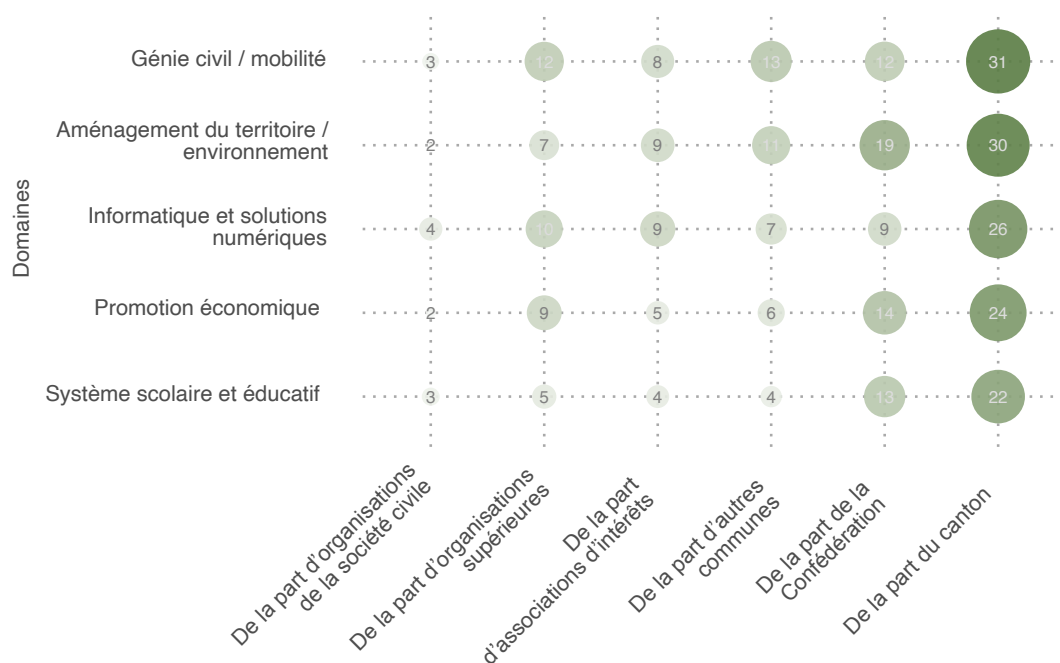 Génie civil / mobilité
3 12 8 13 12 31
Aménagement du territoire /
environnement
2 7 9 11 19 30
Informatique et solutions
numériques
4 10 9 7 9 26
Promotion économique
2 9 5 6 14 24
Système scolaire et éducatif
3 5 4 4 13 22
Domaines
De la part d'organisations
de la société civile
De la part d'organisations
supérieures
De la part
d'associations d'intérêts
De la part d'autres
communes
De la part de la
Confédération
De la part du canton